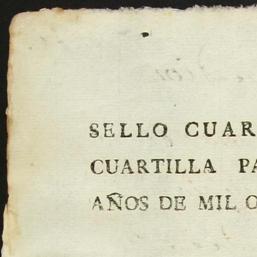 SELLO CUAR
CUARTILLA PA
AÑOS DE MIL O